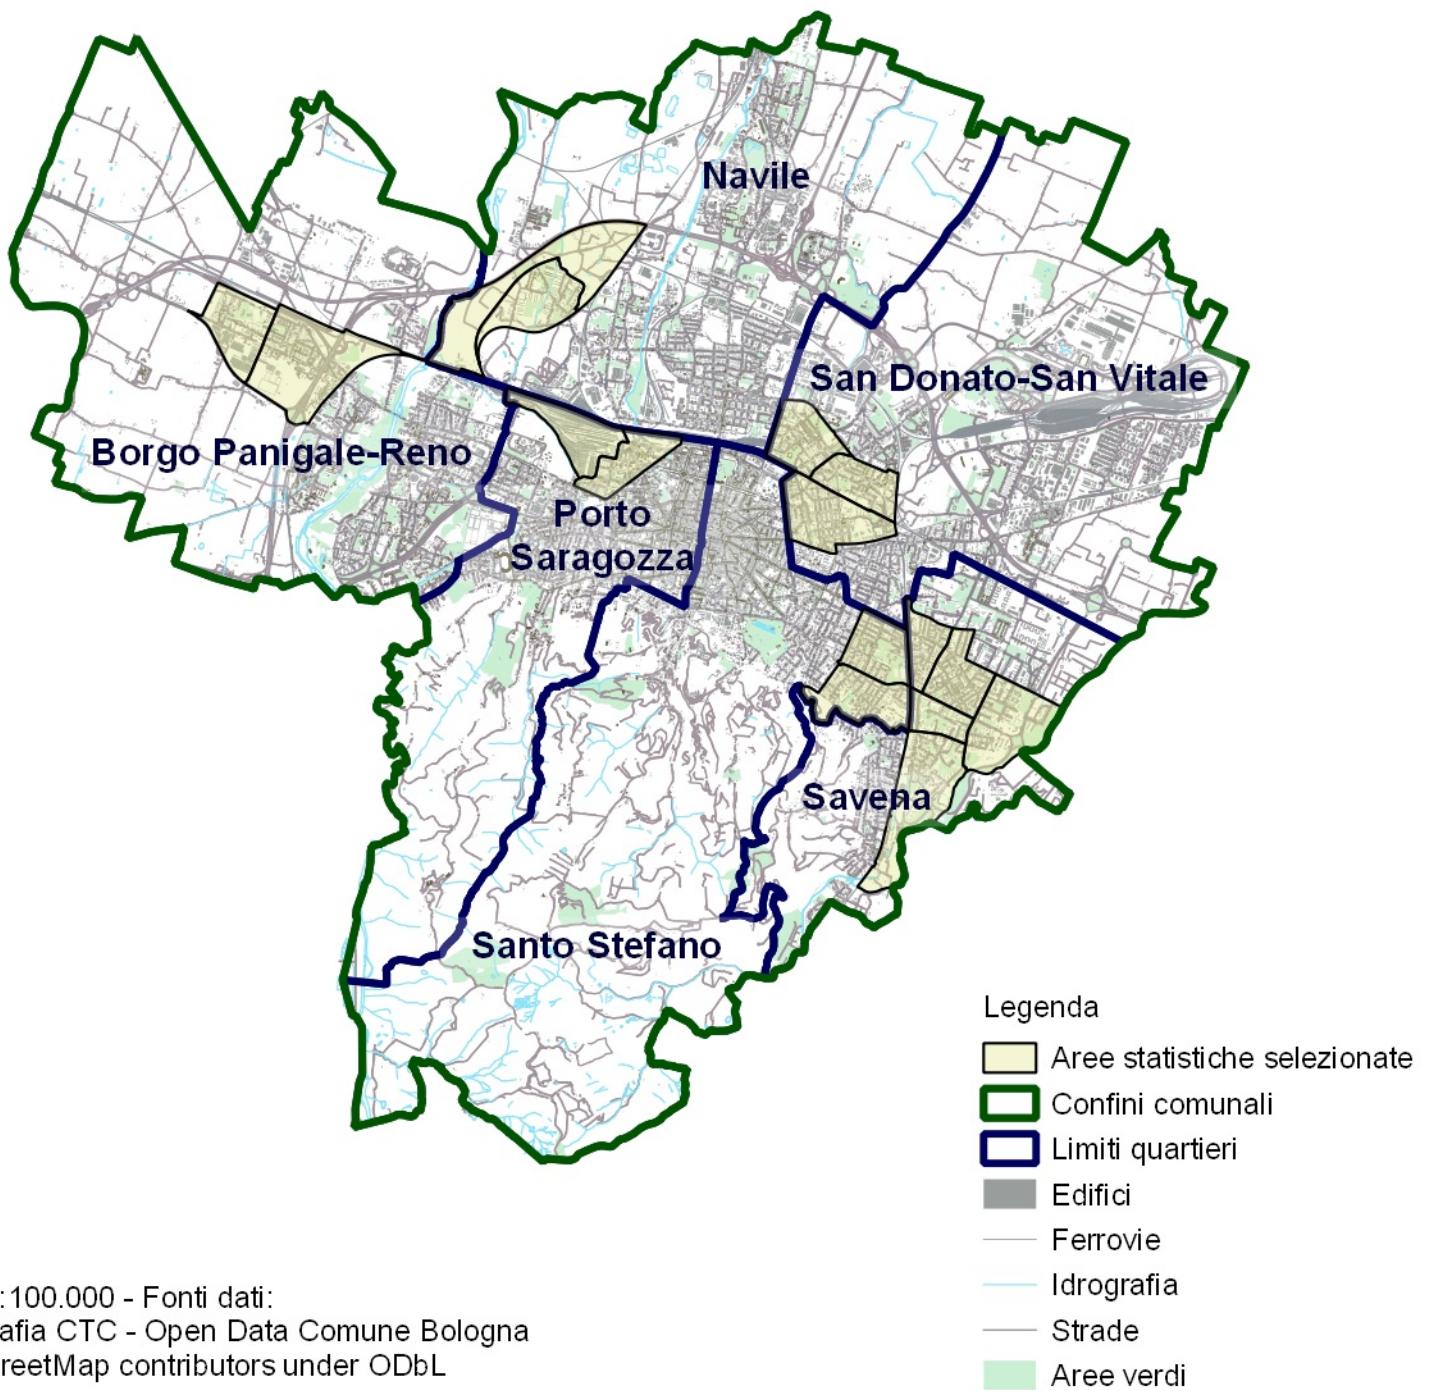 Navile
San Donato-San Vitale
Borgo Panigale-Reno
Porto
Saragozza
Savena
Santo Stefano
Legenda
Aree statistiche selezionate
Confini comunali
Limiti quartieri
Edifici
Ferrovie
Idrografia
Strade
Aree verdi
:100.000 - Fonti dati:
afia CTC - Open Data Comune Bologna
reetMap contributors under ODbL